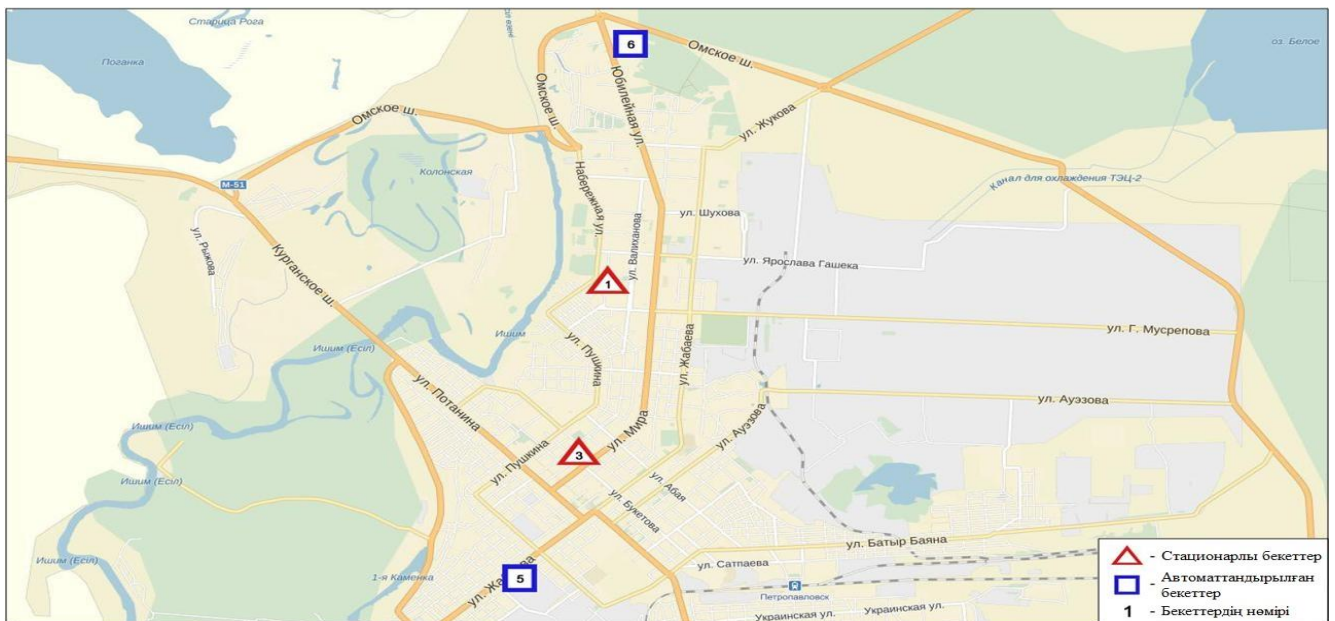 Старица Рога
Поганка
оз. Белое
6
Омское ш.
Юбилейная ул.
Омское ш.
Омское ш.
ул. Жукова
Колонская
М-51
Канал для охлаждения ТЭЦ-2
Набережная ул.
ул. Шухова
ул. Валиханова
ул. Рыжова
Курганское ш.
ул. Ярослава Гашека
1
Ишим
ул. Г. Мусрепова
Ишим (Есіл)
ул. Пушкина
ул. Жабаева
ул. Потанина
ул. Ауэзова
ул. Ауэзова
ул. Мира
Ишим (Есіл)
3
ул. Пушкина
Ишим (Есіл)
ул. Абая
ул. Букетова
ул. Батыр Баяна
Ишим (Есіл)
1-я Каменка
5
ул. Сатпаева
Петропавловск
Украинская ул.
Украинская ул.
- Стационарлы бекеттер
- Автоматтандырылған
бекеттер
1 - Бекеттердің нөмірі